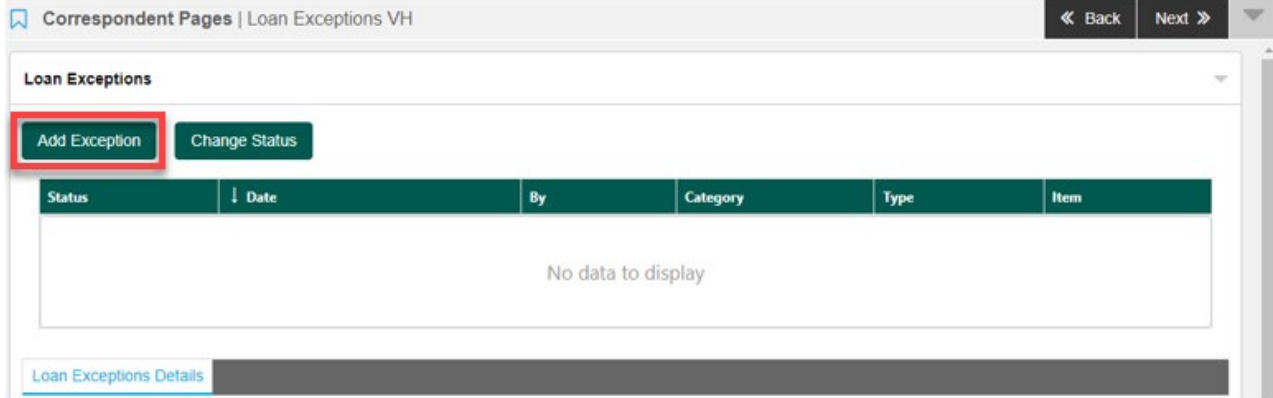 Correspondent Pages | Loan Exceptions VH « Back Next »
Loan Exceptions
Add Exception Change Status
Status ↓ Date By Category Type Item
No data to display
Loan Exceptions Details